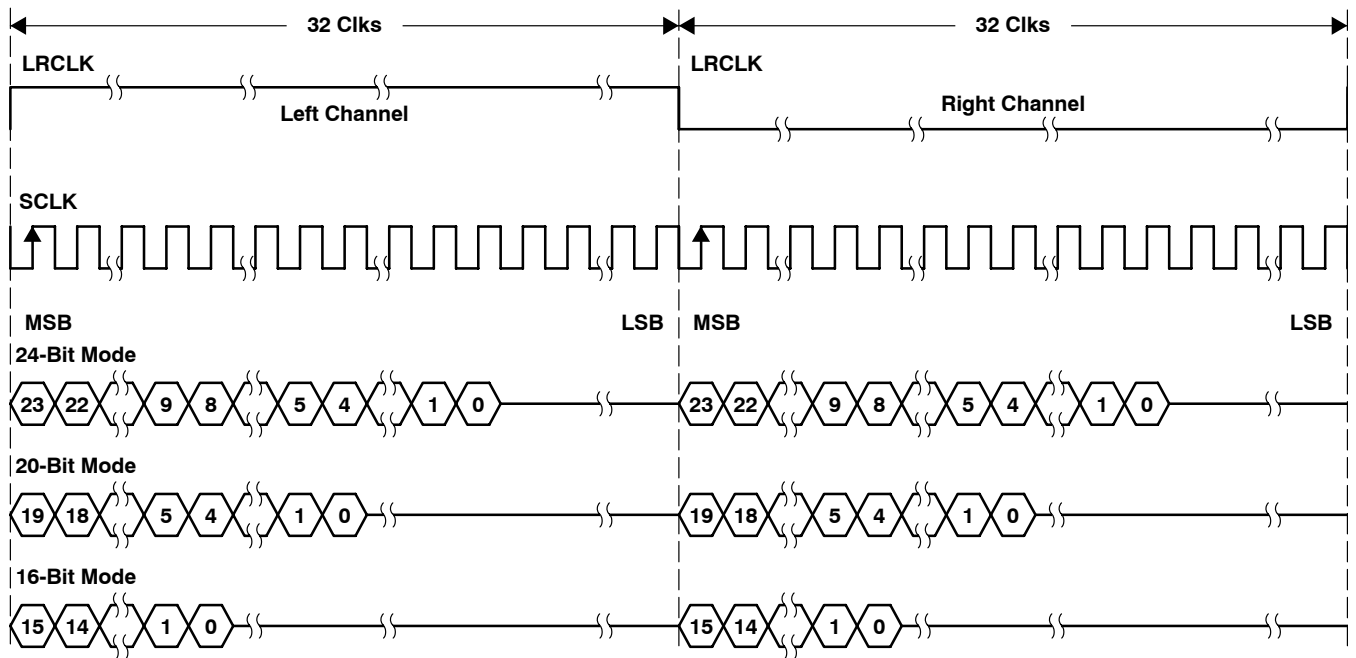 32 Clks 32 Clks
LRCLK LRCLK
Left Channel Right Channel
SCLK
MSB LSB MSB LSB
24-Bit Mode
23 22 9 8 5 4 1 0 23 22 9 8 5 4 1 0
20-Bit Mode
19 18 5 4 1 0 19 18 5 4 1 0
16-Bit Mode
15 14 1 0 15 14 1 0